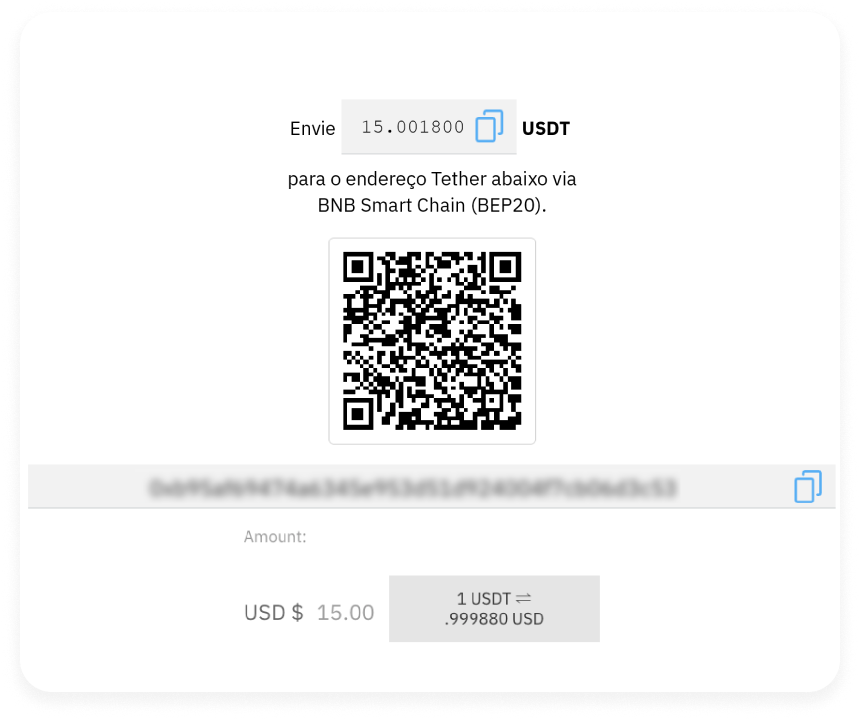 Envie 15.001800 USDT
para o endereço Tether abaixo via
BNB Smart Chain (BEP20).
Amount:
USD $ 15.00
1 USDT ⇌
.999880 USD